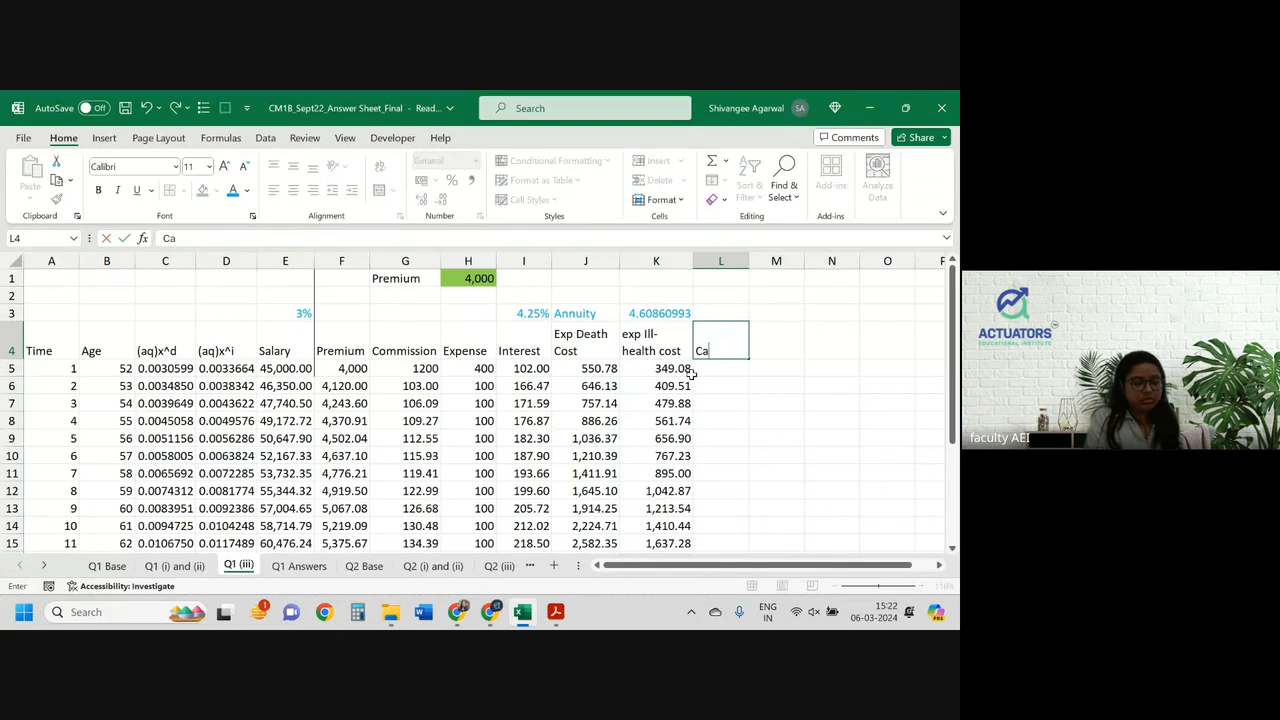 AutoSave Off CM1B_Sept22_Answer Sheet_Final - Read... Search Shivangee Agarwal SA
File Home Insert Page Layout Formulas Data Review View Developer Help Comments Share
Paste Calibri 11 General Conditional Formatting Insert Sort & Find & Add-ins Analyze
B I U % Format as Table Delete Filter Select Data
Cell Styles Format
Clipboard Font Alignment Number Styles Cells Editing Add-ins
L4 fx Ca
A B C D E F G H I J K L M N O P
1 Premium 4,000
2
3 3% 4.25% Annuity 4.60860993
Exp Death exp Ill-
4 Time Age (aq)x^d (aq)x^i Salary Premium Commission Expense Interest Cost health cost Ca
5 1 52 0.0030599 0.0033664 45,000.00 4,000 1200 400 102.00 550.78 349.08
6 2 53 0.0034850 0.0038342 46,350.00 4,120.00 103.00 100 166.47 646.13 409.51
7 3 54 0.0039649 0.0043622 47,740.50 4,243.60 106.09 100 171.59 757.14 479.88
8 4 55 0.0045058 0.0049576 49,172.72 4,370.91 109.27 100 176.87 886.26 561.74
9 5 56 0.0051156 0.0056286 50,647.90 4,502.04 112.55 100 182.30 1,036.37 656.90
10 6 57 0.0058005 0.0063824 52,167.33 4,637.10 115.93 100 187.90 1,210.39 767.23
11 7 58 0.0065692 0.0072285 53,732.35 4,776.21 119.41 100 193.66 1,411.91 895.00
12 8 59 0.0074312 0.0081774 55,344.32 4,919.50 122.99 100 199.60 1,645.10 1,042.87
13 9 60 0.0083951 0.0092386 57,004.65 5,067.08 126.68 100 205.72 1,914.25 1,213.54
14 10 61 0.0094725 0.0104248 58,714.79 5,219.09 130.48 100 212.02 2,224.71 1,410.44
15 11 62 0.0106750 0.0117489 60,476.24 5,375.67 134.39 100 218.50 2,582.35 1,637.28
Q1 Base Q1 (i) and (ii) Q1 (iii) Q1 Answers Q2 Base Q2 (i) and (ii) Q2 (iii)
Enter Accessibility: Investigate
Search 1 ENG IN 15:22 06-03-2024
ACTUATORS
EDUCATIONAL INSTITUTE
faculty AEI